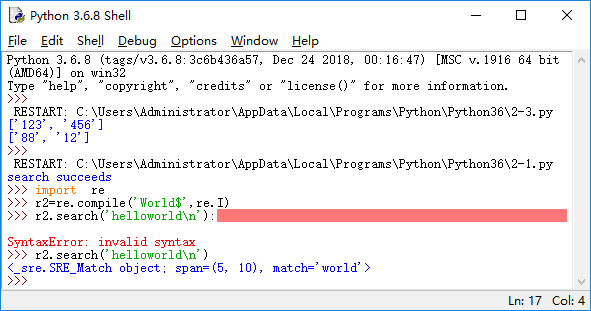 Python 3.6.8 Shell
File Edit Shell Debug Options Window Help
Python 3.6.8 (tags/v3.6.8:3c6b436a57, Dec 24 2018, 00:16:47) [MSC v.1916 64 bit
(AMD64)] on win32
Type "help", "copyright", "credits" or "license()" for more information.
>>>
RESTART: C:\Users\Administrator\AppData\Local\Programs\Python\Python36\2-3.py
['123', '456']
['88', '12']
>>>
RESTART: C:\Users\Administrator\AppData\Local\Programs\Python\Python36\2-1.py
search succeeds
>>> import  re
>>> r2=re.compile('World$',re.I)
>>> r2.search('helloworld\n'):
SyntaxError: invalid syntax
>>> r2.search('helloworld\n')
<_sre.SRE_Match object; span=(5, 10), match='world'>
>>>
Ln: 17 Col: 4